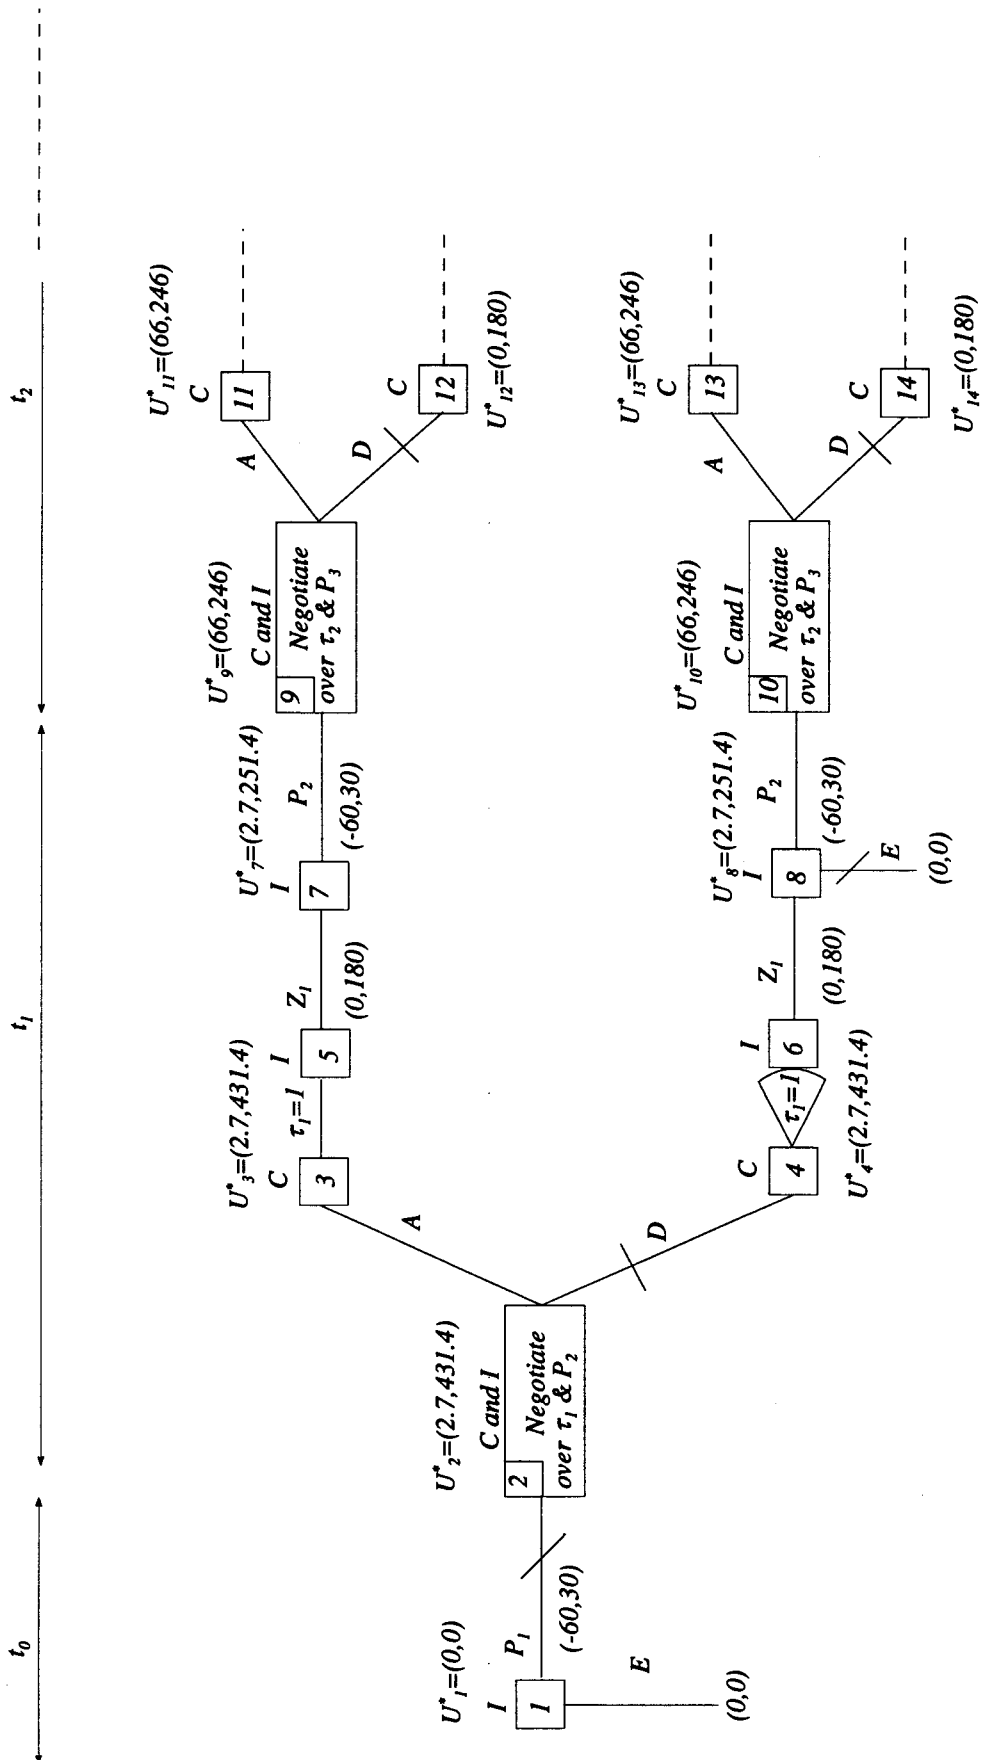 t₀
t₁
t₂
U*₁=(0,0)
I
1
P₁
(-60,30)
E
(0,0)
U*₂=(2.7,431.4)
C and I
2
Negotiate
over τ₁ & P₂
A
D
U*₃=(2.7,431.4)
C
3
τ₁=1
I
5
Z₁
(0,180)
U*₇=(2.7,251.4)
I
7
P₂
(-60,30)
U*₉=(66,246)
C and I
9
Negotiate
over τ₂ & P₃
A
D
U*₁₁=(66,246)
C
11
C
12
U*₁₂=(0,180)
C
4
U*₄=(2.7,431.4)
τ₁=1
I
6
Z₁
(0,180)
U*₈=(2.7,251.4)
I
8
P₂
(-60,30)
E
(0,0)
U*₁₀=(66,246)
C and I
10
Negotiate
over τ₂ & P₃
A
D
U*₁₃=(66,246)
C
13
C
14
U*₁₄=(0,180)